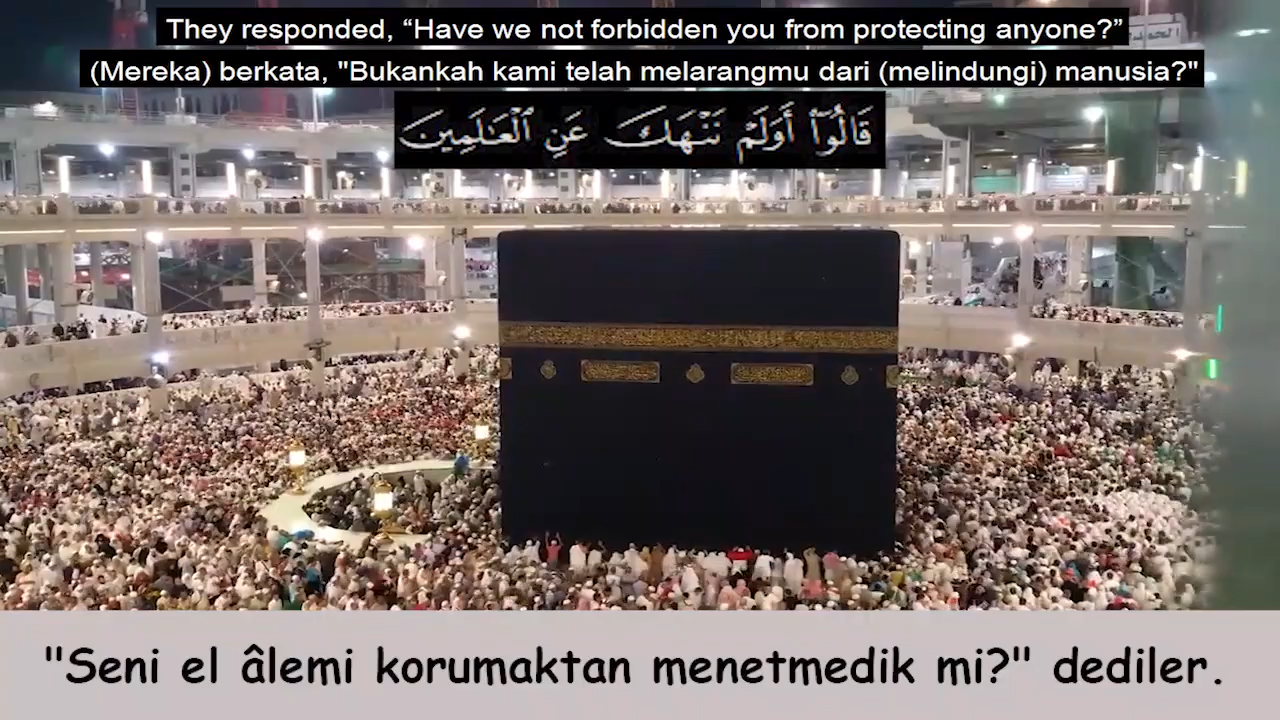 They responded, “Have we not forbidden you from protecting anyone?”
(Mereka) berkata, "Bukankah kami telah melarangmu dari (melindungi) manusia?"
قَالُوٓا۟ أَوَلَمْ نَنْهَكَ عَنِ ٱلْعَـٰلَمِينَ
"Seni el âlemi korumaktan menetmedik mi?" dediler.